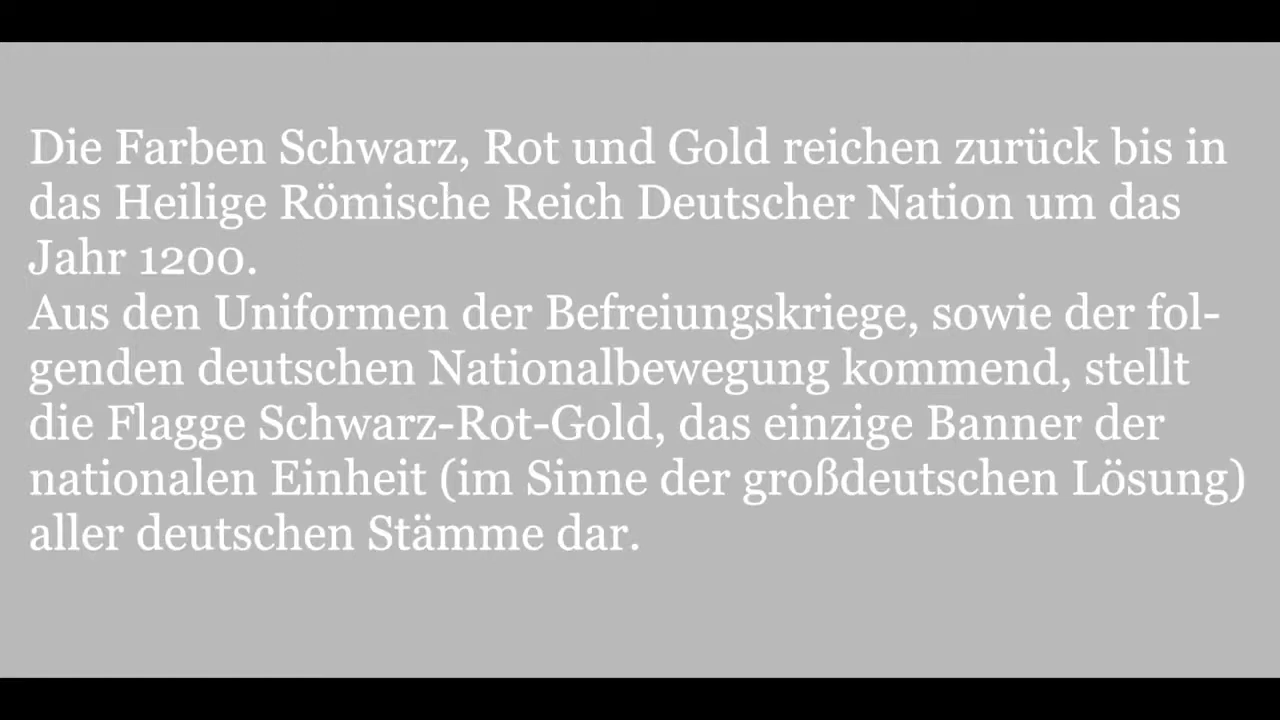 Die Farben Schwarz, Rot und Gold reichen zurück bis in
das Heilige Römische Reich Deutscher Nation um das
Jahr 1200.
Aus den Uniformen der Befreiungskriege, sowie der fol-
genden deutschen Nationalbewegung kommend, stellt
die Flagge Schwarz-Rot-Gold, das einzige Banner der
nationalen Einheit (im Sinne der großdeutschen Lösung)
aller deutschen Stämme dar.